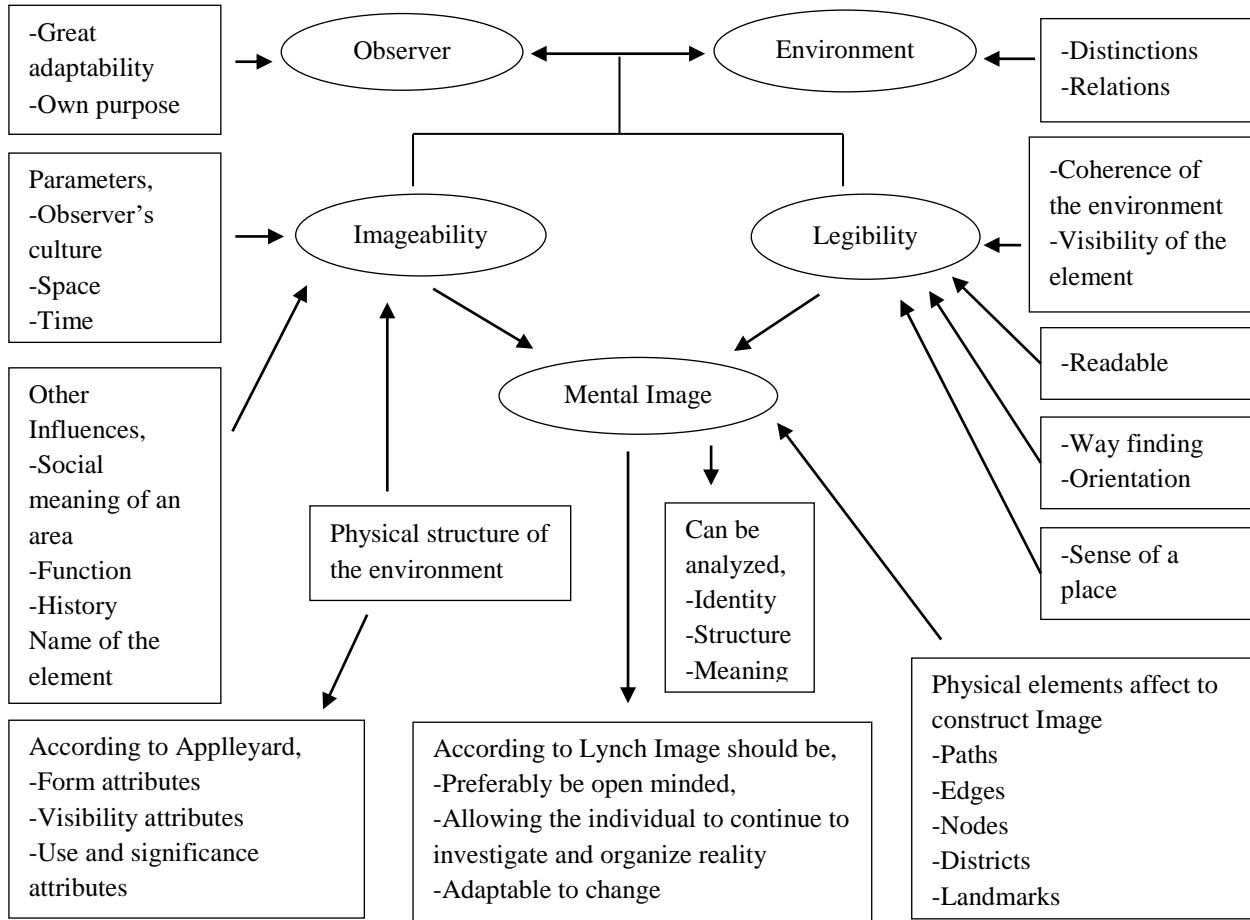 -Great
adaptability
-Own purpose
Observer
Environment
-Distinctions
-Relations
Parameters,
-Observer’s
culture
-Space
-Time
Imageability
Legibility
-Coherence of
the environment
-Visibility of the
element
Mental Image
-Readable
Other
Influences,
-Social
meaning of an
area
-Function
-History
Name of the
element
Physical structure of
the environment
Can be
analyzed,
-Identity
-Structure
-Meaning
-Way finding
-Orientation
-Sense of a
place
According to Applleyard,
-Form attributes
-Visibility attributes
-Use and significance
attributes
According to Lynch Image should be,
-Preferably be open minded,
-Allowing the individual to continue to
investigate and organize reality
-Adaptable to change
Physical elements affect to
construct Image
-Paths
-Edges
-Nodes
-Districts
-Landmarks